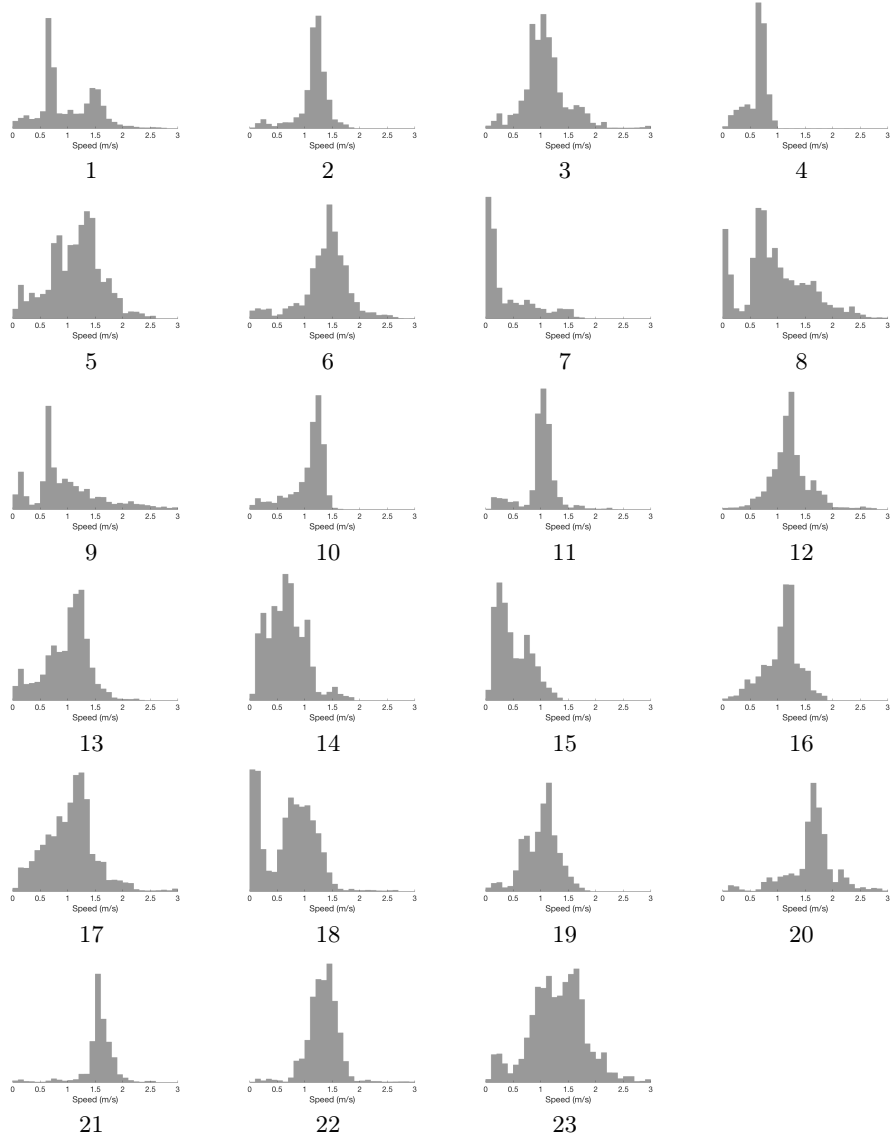 0 0.5 1 1.5 2 2.5 3 0 0.5 1 1.5 2 2.5 3 0 0.5 1 1.5 2 2.5 3 0 0.5 1 1.5 2 2.5 3
Speed (m/s) Speed (m/s) Speed (m/s) Speed (m/s)
1 2 3 4
0 0.5 1 1.5 2 2.5 3 0 0.5 1 1.5 2 2.5 3 0 0.5 1 1.5 2 2.5 3 0 0.5 1 1.5 2 2.5 3
Speed (m/s) Speed (m/s) Speed (m/s) Speed (m/s)
5 6 7 8
0 0.5 1 1.5 2 2.5 3 0 0.5 1 1.5 2 2.5 3 0 0.5 1 1.5 2 2.5 3 0 0.5 1 1.5 2 2.5 3
Speed (m/s) Speed (m/s) Speed (m/s) Speed (m/s)
9 10 11 12
0 0.5 1 1.5 2 2.5 3 0 0.5 1 1.5 2 2.5 3 0 0.5 1 1.5 2 2.5 3 0 0.5 1 1.5 2 2.5 3
Speed (m/s) Speed (m/s) Speed (m/s) Speed (m/s)
13 14 15 16
0 0.5 1 1.5 2 2.5 3 0 0.5 1 1.5 2 2.5 3 0 0.5 1 1.5 2 2.5 3 0 0.5 1 1.5 2 2.5 3
Speed (m/s) Speed (m/s) Speed (m/s) Speed (m/s)
17 18 19 20
0 0.5 1 1.5 2 2.5 3 0 0.5 1 1.5 2 2.5 3 0 0.5 1 1.5 2 2.5 3
Speed (m/s) Speed (m/s) Speed (m/s)
21 22 23